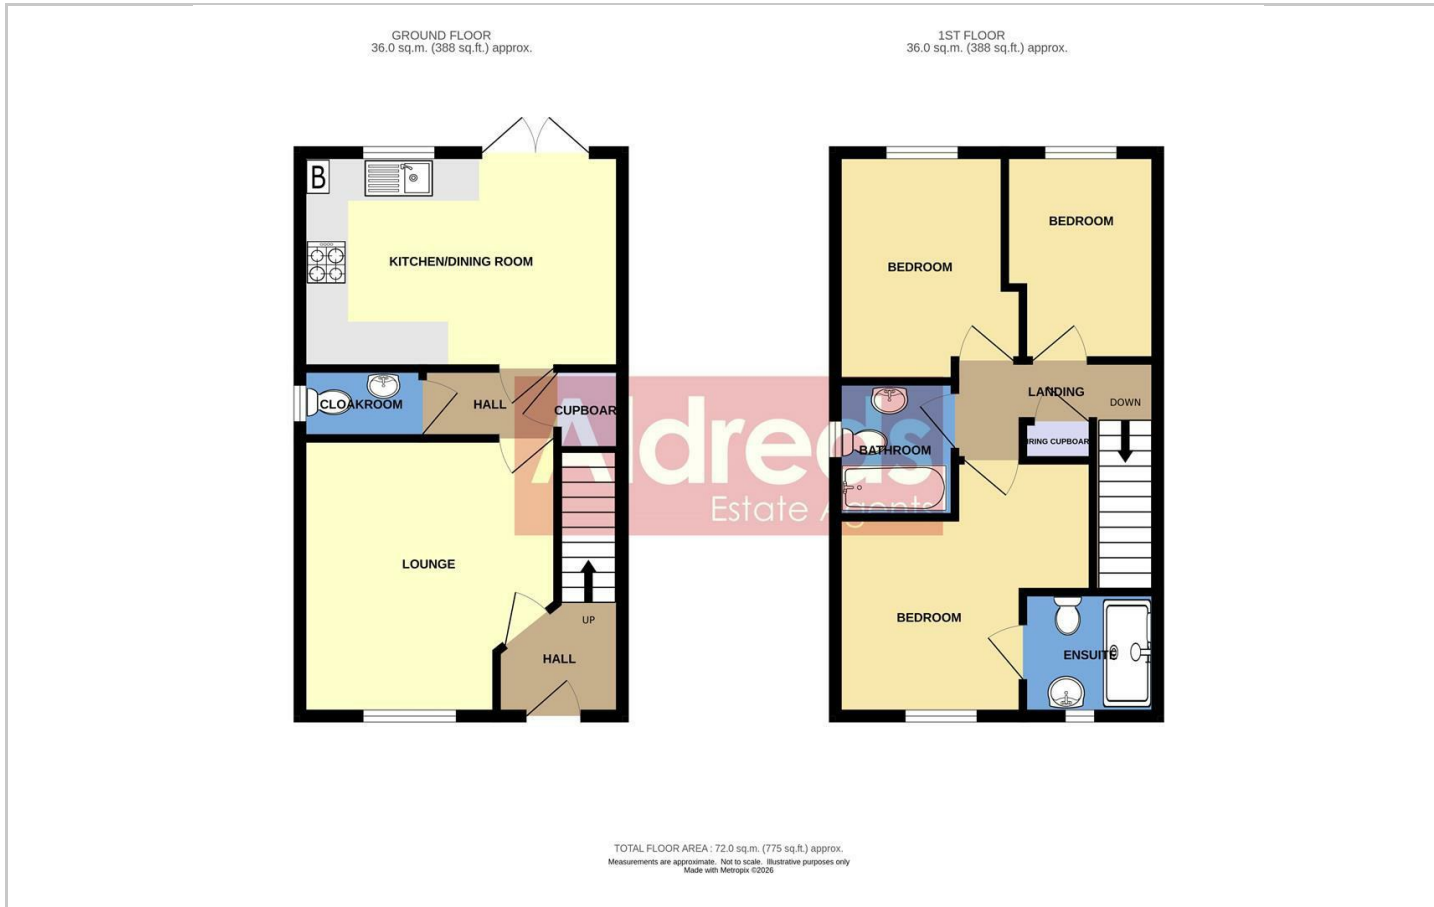 GROUND FLOOR
36.0 sq.m. (388 sq.ft.) approx.
B
KITCHEN/DINING ROOM
CLOAKROOM
HALL
CUPBOAR
LOUNGE
UP
HALL
1ST FLOOR
36.0 sq.m. (388 sq.ft.) approx.
BEDROOM
BEDROOM
LANDING
DOWN
IRING CUPBOARD
BATHROOM
BEDROOM
ENSUITE
Aldreds
Estate Agents
TOTAL FLOOR AREA : 72.0 sq.m. (775 sq.ft.) approx.
Measurements are approximate. Not to scale. Illustrative purposes only
Made with Metropix ©2026